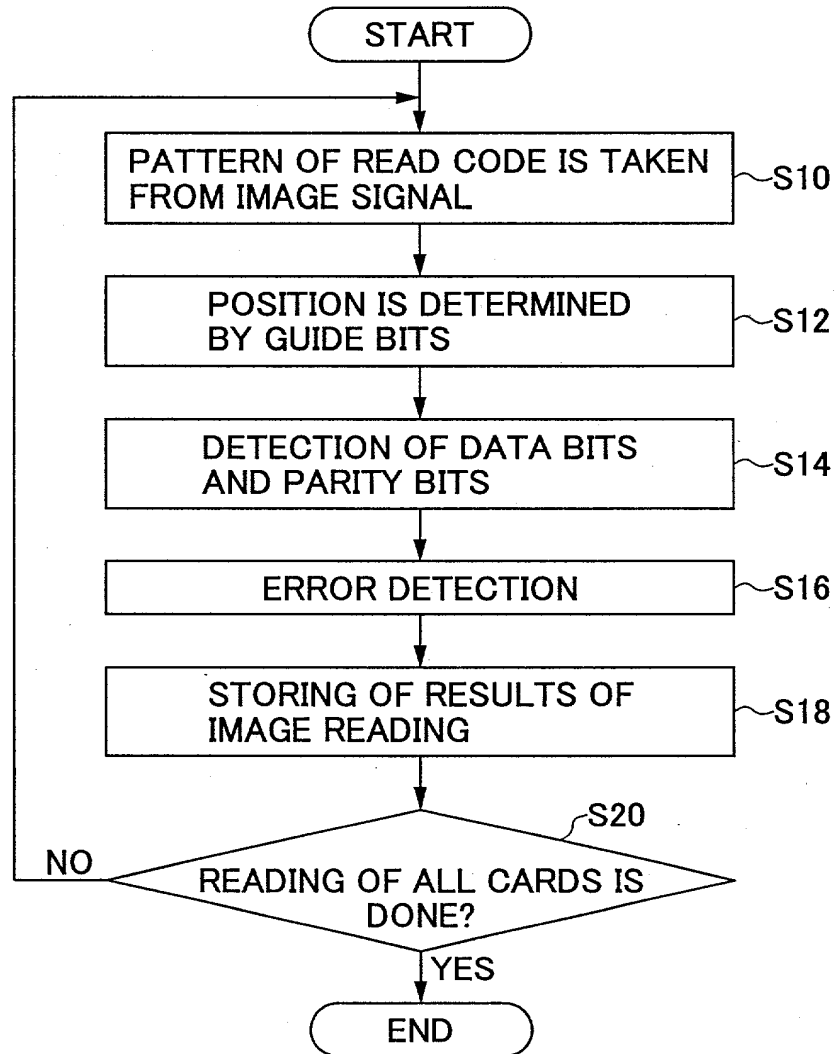 START
PATTERN OF READ CODE IS TAKEN
FROM IMAGE SIGNAL
S10
POSITION IS DETERMINED
BY GUIDE BITS
S12
DETECTION OF DATA BITS
AND PARITY BITS
S14
ERROR DETECTION
S16
STORING OF RESULTS OF
IMAGE READING
S18
S20
NO
READING OF ALL CARDS IS
DONE?
YES
END